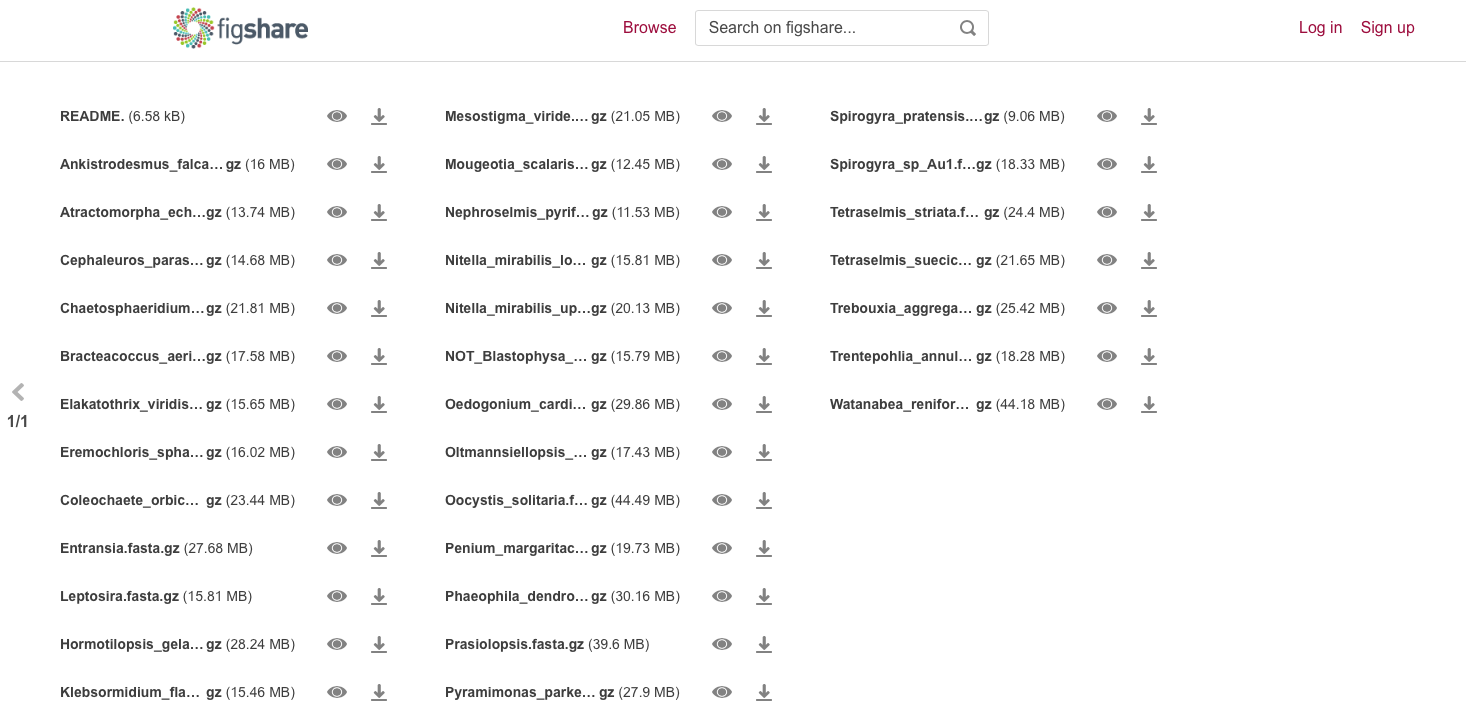 figshare
Browse
Search on figshare...
Log in
Sign up
README. (6.58 kB)
Ankistrodesmus_falca... gz (16 MB)
Atractomorpha_ech...gz (13.74 MB)
Cephaleuros_paras... gz (14.68 MB)
Chaetosphaeridium... gz (21.81 MB)
Bracteacoccus_aeri...gz (17.58 MB)
Elakatothrix_viridis... gz (15.65 MB)
Eremochloris_spha... gz (16.02 MB)
Coleochaete_orbic... gz (23.44 MB)
Entransia.fasta.gz (27.68 MB)
Leptosira.fasta.gz (15.81 MB)
Hormotilopsis_gela... gz (28.24 MB)
Klebsormidium_fla... gz (15.46 MB)
Mesostigma_viride.... gz (21.05 MB)
Mougeotia_scalaris... gz (12.45 MB)
Nephroselmis_pyrif... gz (11.53 MB)
Nitella_mirabilis_lo... gz (15.81 MB)
Nitella_mirabilis_up...gz (20.13 MB)
NOT_Blastophysa_... gz (15.79 MB)
Oedogonium_cardi... gz (29.86 MB)
Oltmannsiellopsis_... gz (17.43 MB)
Oocystis_solitaria.f... gz (44.49 MB)
Penium_margaritac... gz (19.73 MB)
Phaeophila_dendro... gz (30.16 MB)
Prasiolopsis.fasta.gz (39.6 MB)
Pyramimonas_parke... gz (27.9 MB)
Spirogyra_pratensis.... gz (9.06 MB)
Spirogyra_sp_Au1.f...gz (18.33 MB)
Tetraselmis_striata.f... gz (24.4 MB)
Tetraselmis_suecic... gz (21.65 MB)
Trebouxia_aggrega... gz (25.42 MB)
Trentepohlia_annul... gz (18.28 MB)
Watanabea_renifor... gz (44.18 MB)
1/1